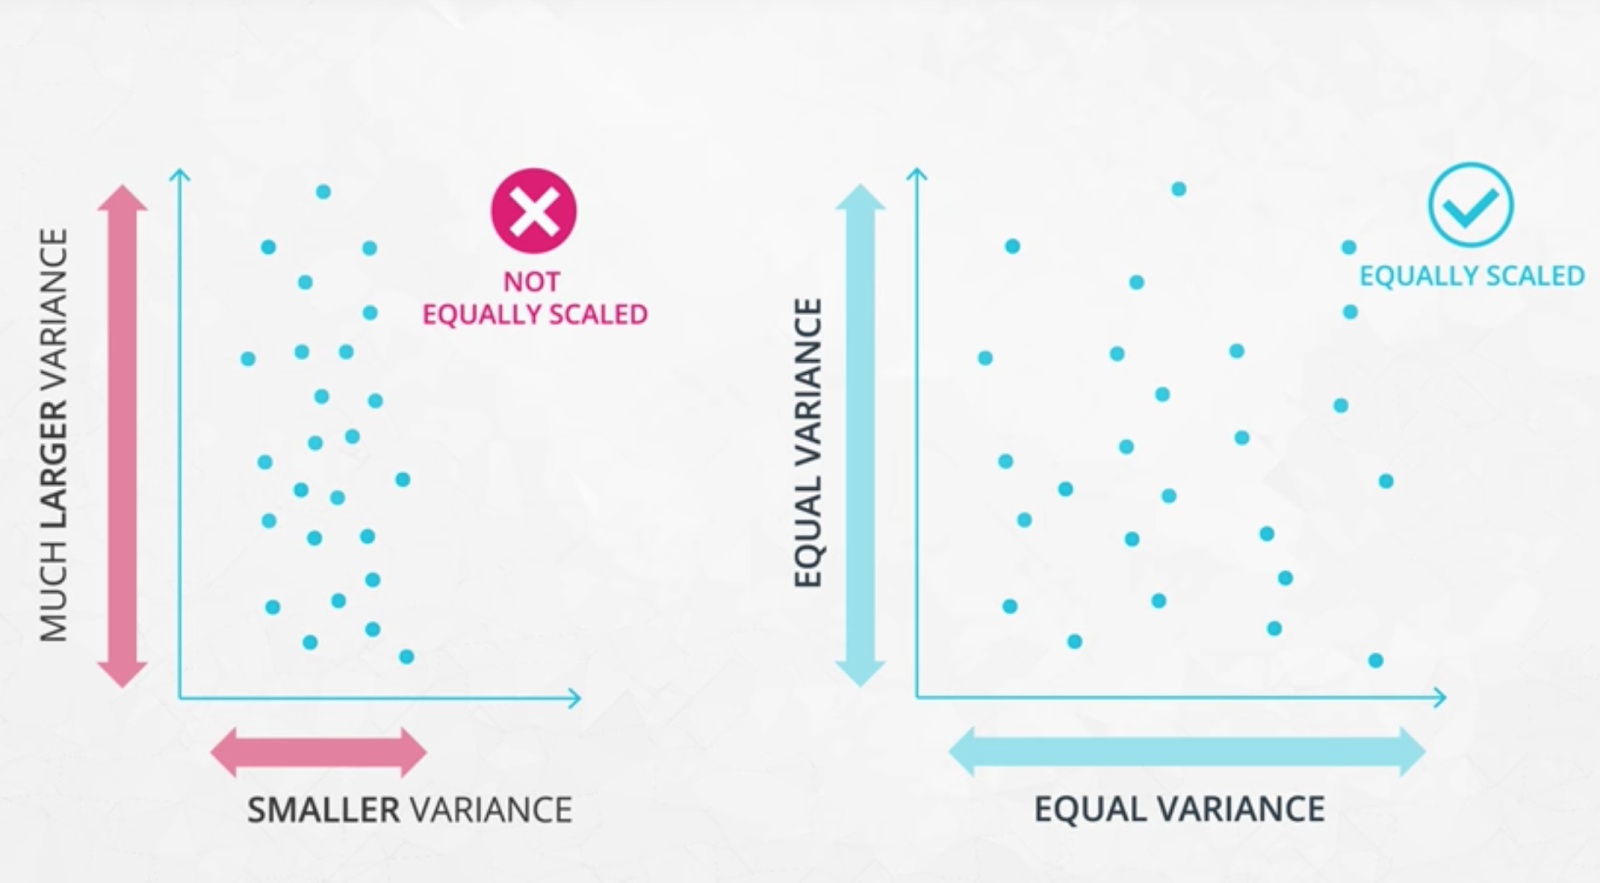 MUCH LARGER VARIANCE
NOT
EQUALLY SCALED
SMALLER VARIANCE
EQUAL VARIANCE
EQUALLY SCALED
EQUAL VARIANCE